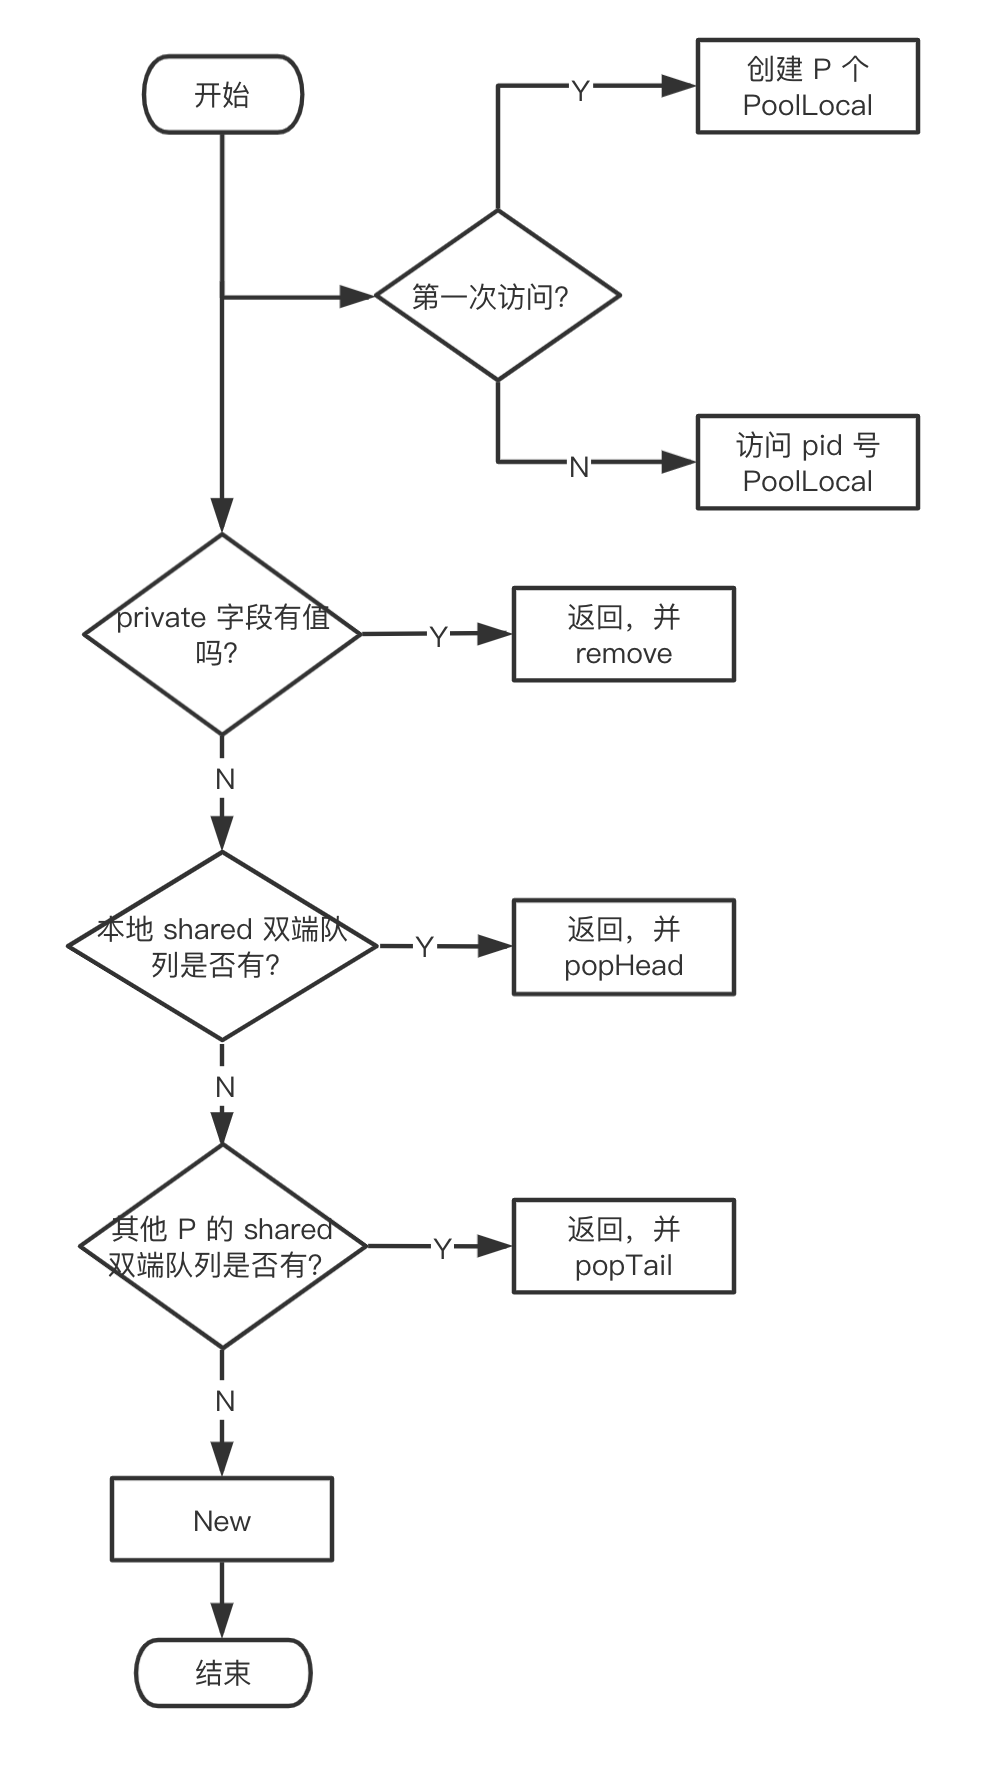 开始
创建 P 个
PoolLocal
Y
第一次访问?
N
访问 pid 号
PoolLocal
private 字段有值
吗?
Y
返回，并
remove
N
本地 shared 双端队
列是否有?
Y
返回，并
popHead
N
其他 P 的 shared
双端队列是否有?
Y
返回，并
popTail
N
New
结束